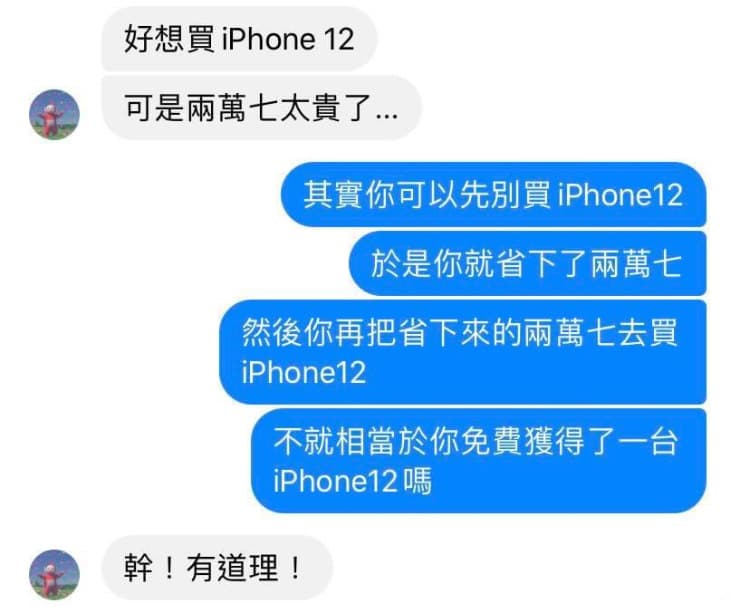 好想買 iPhone 12
可是兩萬七太貴了...
其實你可以先別買 iPhone12
於是你就省下了兩萬七
然後你再把省下來的兩萬七去買
iPhone12
不就相當於你免費獲得了一台
iPhone12 嗎
幹！有道理！